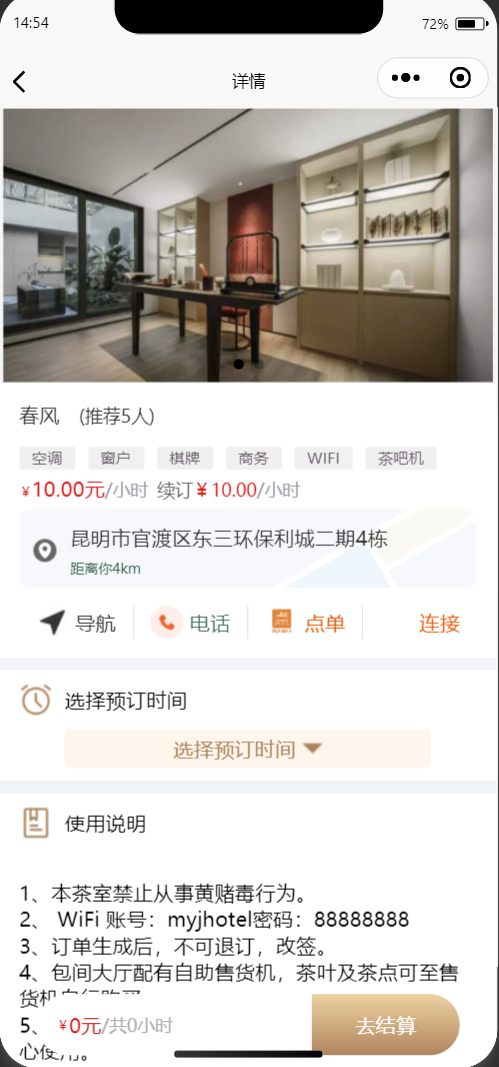 14:54
72%
详情
春风 (推荐5人)
空调 窗户 棋牌 商务 WIFI 茶吧机
¥10.00元/小时 续订¥10.00/小时
昆明市官渡区东三环保利城二期4栋
距离你4km
导航 电话 点单 连接
选择预订时间
选择预订时间
使用说明
1、本茶室禁止从事黄赌毒行为。
2、 WiFi 账号：myjhotel密码：88888888
3、订单生成后，不可退订，改签。
4、包间大厅配有自助售货机，茶叶及茶点可至售
货机自行购买
5、
¥0元/共0小时
去结算
心使用。